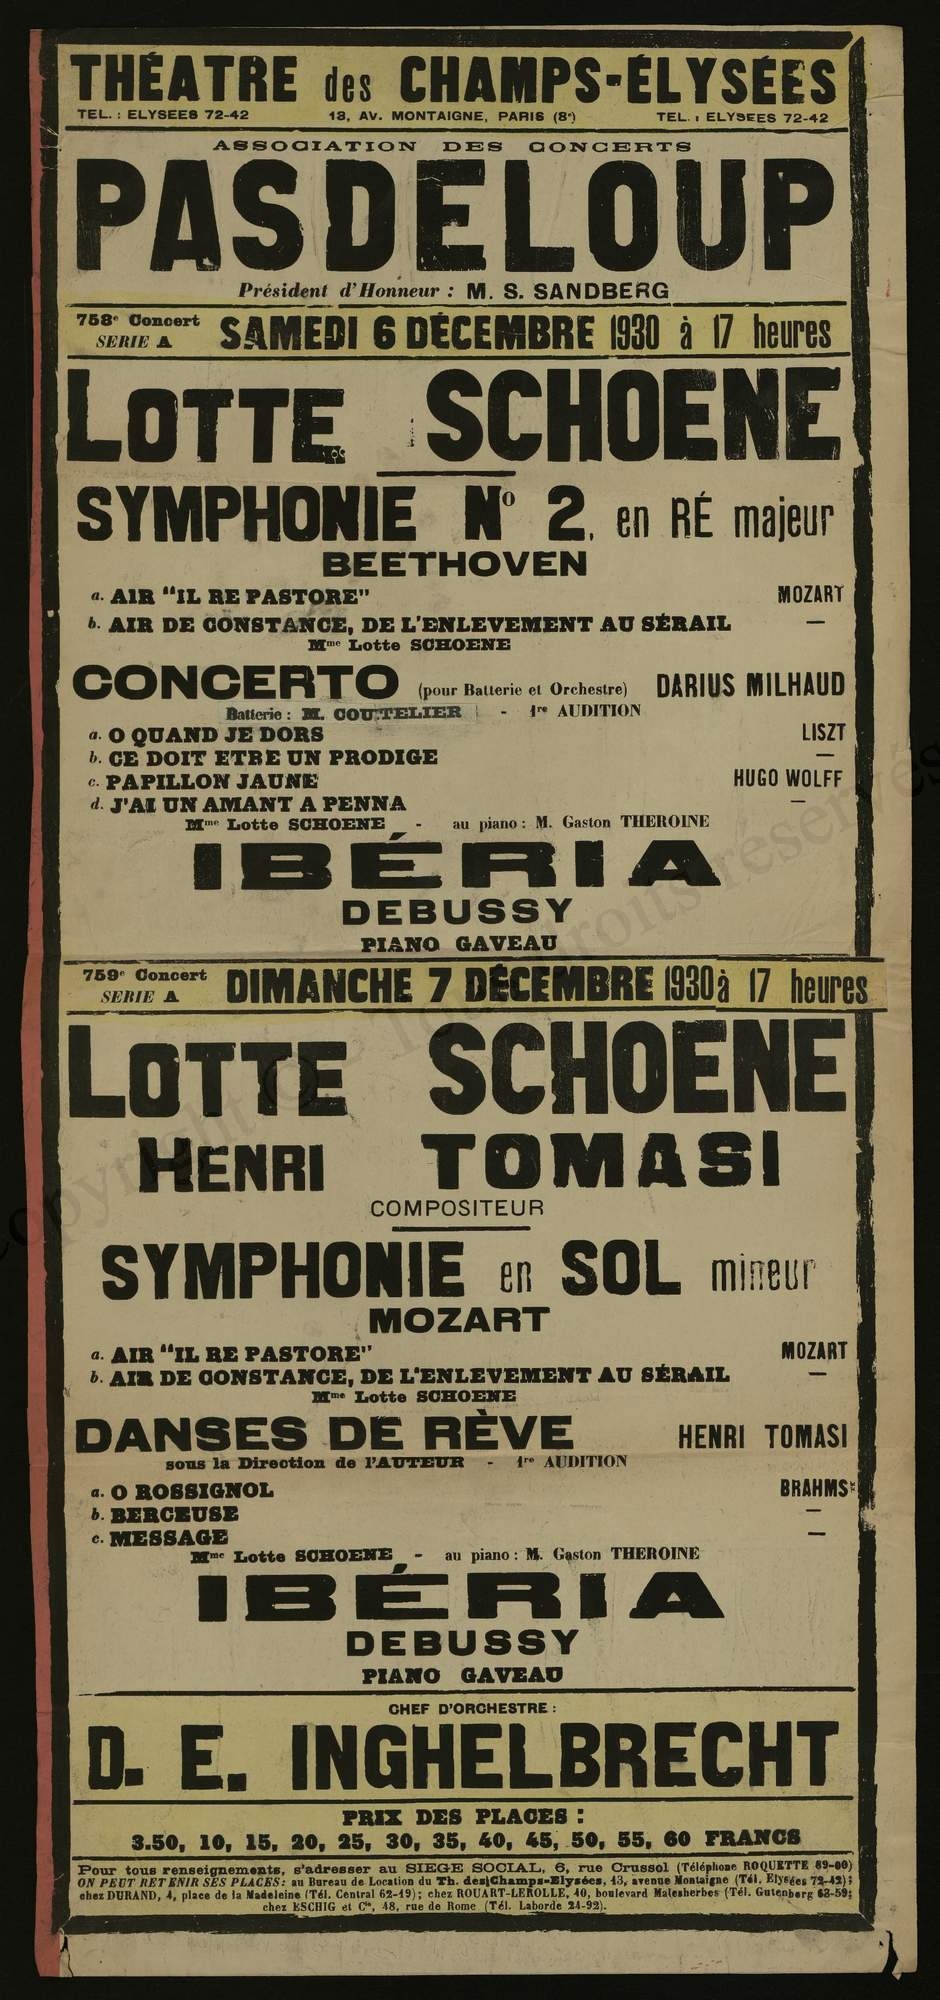 THÉATRE des CHAMPS-ÉLYSÉES
TEL. : ELYSEES 72-42 13, AV. MONTAIGNE, PARIS (8e) TEL. : ELYSEES 72-42
ASSOCIATION DES CONCERTS
PASDELOUP
Président d'Honneur : M. S. SANDBERG
758e Concert SERIE A SAMEDI 6 DÉCEMBRE 1930 à 17 heures
LOTTE SCHOENE
SYMPHONIE No 2, en RÉ majeur
BEETHOVEN
a. AIR "IL RE PASTORE" MOZART
b. AIR DE CONSTANCE, DE L'ENLEVEMENT AU SÉRAIL —
Mme Lotte SCHOENE
CONCERTO (pour Batterie et Orchestre) DARIUS MILHAUD
Batterie : M. COUTELIER - 1re AUDITION
a. O QUAND JE DORS LISZT
b. CE DOIT ETRE UN PRODIGE —
c. PAPILLON JAUNE HUGO WOLFF
d. J'AI UN AMANT A PENNA —
Mme Lotte SCHOENE - au piano : M. Gaston THEROINE
IBÉRIA
DEBUSSY
PIANO GAVEAU
759e Concert SERIE A DIMANCHE 7 DÉCEMBRE 1930 à 17 heures
LOTTE SCHOENE
HENRI TOMASI
COMPOSITEUR
SYMPHONIE en SOL mineur
MOZART
a. AIR "IL RE PASTORE" MOZART
b. AIR DE CONSTANCE, DE L'ENLEVEMENT AU SÉRAIL —
Mme Lotte SCHOENE
DANSES DE RÊVE HENRI TOMASI
sous la Direction de l'AUTEUR - 1re AUDITION
a. O ROSSIGNOL BRAHMS
b. BERCEUSE —
c. MESSAGE —
Mme Lotte SCHOENE - au piano : M. Gaston THEROINE
IBÉRIA
DEBUSSY
PIANO GAVEAU
CHEF D'ORCHESTRE :
D. E. INGHELBRECHT
PRIX DES PLACES :
3.50, 10, 15, 20, 25, 30, 35, 40, 45, 50, 55, 60 FRANCS
Pour tous renseignements, s'adresser au SIEGE SOCIAL, 6, rue Crussol (Téléphone ROQUETTE 89-00)
ON PEUT RETENIR SES PLACES : au Bureau de Location du Th. des Champs-Elysées, 13, avenue Montaigne (Tél. Elysées 72-42) ;
chez DURAND, 4, place de la Madeleine (Tél. Central 62-19) ; chez ROUART-LEROLLE, 40, boulevard Malesherbes (Tél. Gutenberg 63-59 ;
chez ESCHIG et Cie, 48, rue de Rome (Tél. Laborde 24-92).
Copyright © - Tous droits réservés